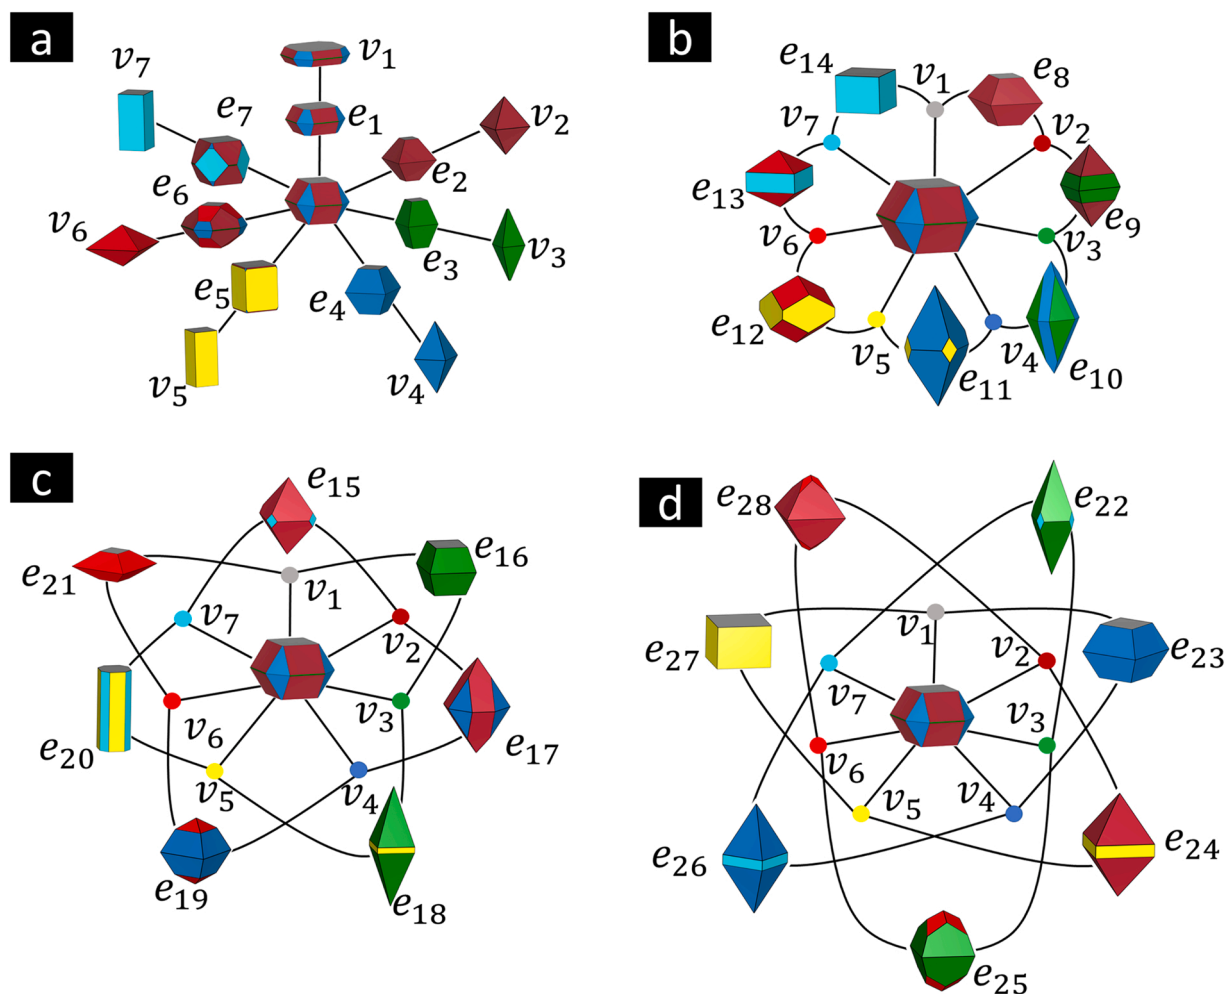 a
v₁
v₇
e₇
e₁
v₂
e₂
e₆
v₆
e₃
v₃
e₅
e₄
v₅
v₄
b
e₁₄
v₁
e₈
v₇
v₂
e₁₃
e₉
v₆
v₃
e₁₂
v₅
e₁₁
v₄
e₁₀
c
e₁₅
e₁₆
e₂₁
v₁
v₇
v₂
v₆
v₃
e₂₀
e₁₇
v₅
v₄
e₁₉
e₁₈
d
e₂₈
e₂₂
v₁
e₂₇
v₂
e₂₃
v₇
v₃
v₆
v₅
v₄
e₂₆
e₂₄
e₂₅